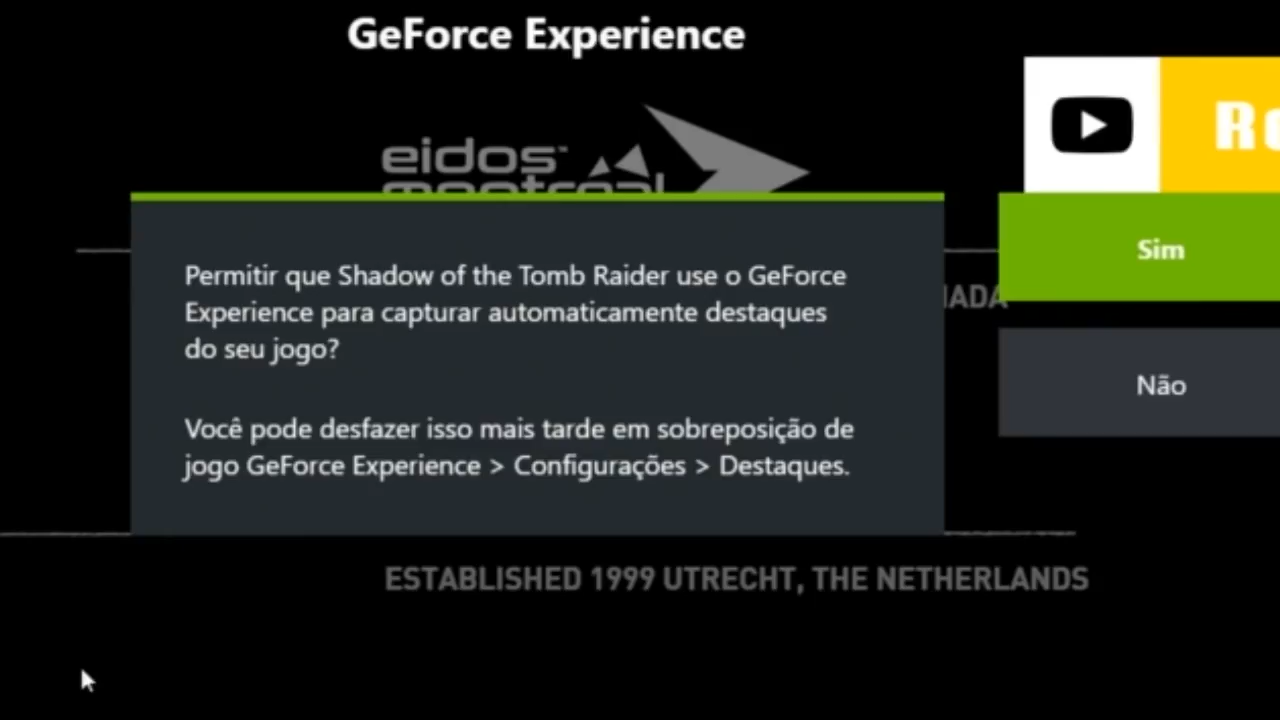 GeForce Experience
eidos™
montréal
Permitir que Shadow of the Tomb Raider use o GeForce
Experience para capturar automaticamente destaques
do seu jogo?
Você pode desfazer isso mais tarde em sobreposição de
jogo GeForce Experience > Configurações > Destaques.
Sim
Não
ESTABLISHED 1999 UTRECHT, THE NETHERLANDS